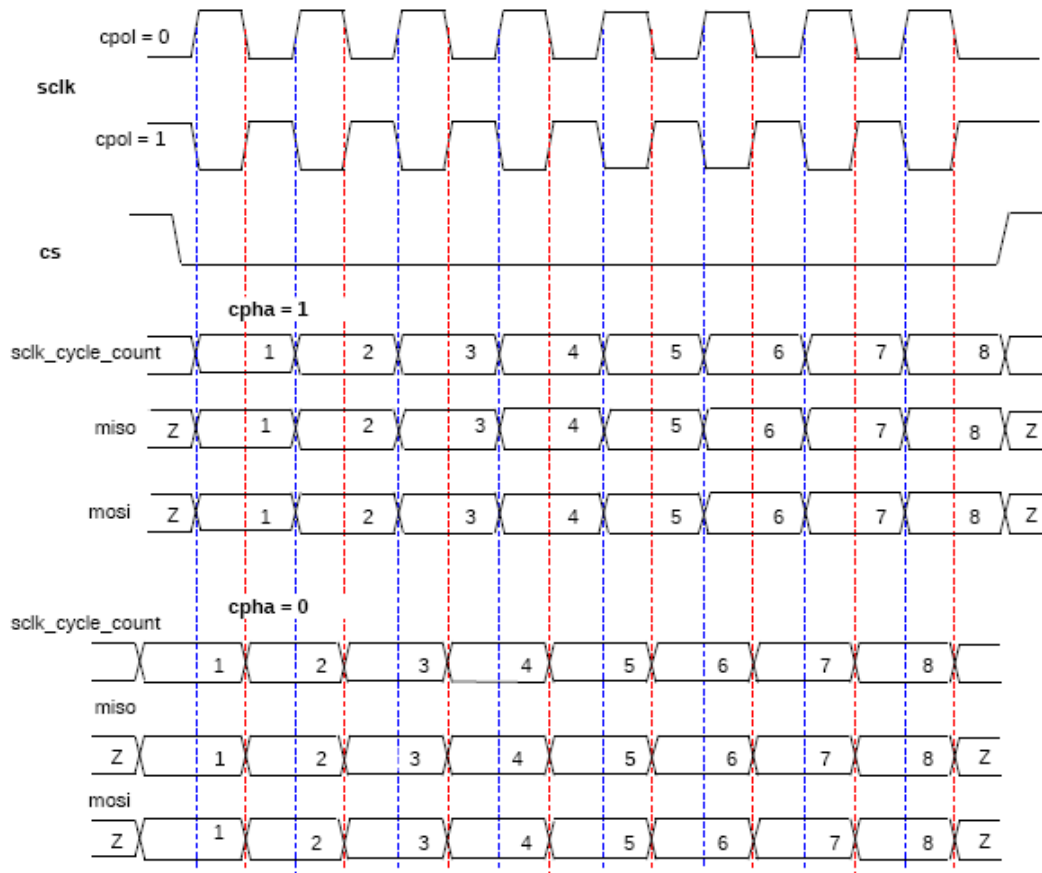 cpol = 0
sclk
cpol = 1
cs
cpha = 1
sclk_cycle_count 1 2 3 4 5 6 7 8
miso Z 1 2 3 4 5 6 7 8 Z
mosi Z 1 2 3 4 5 6 7 8 Z
cpha = 0
sclk_cycle_count
1 2 3 4 5 6 7 8
miso
Z 1 2 3 4 5 6 7 8 Z
mosi
Z 1 2 3 4 5 6 7 8 Z